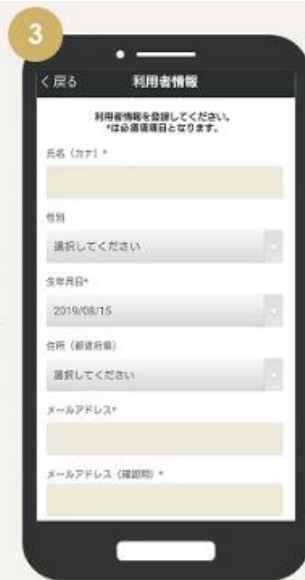 3
く戻る 利用者情報
利用者情報を登録してください。
*は必須項目となります。
氏名（カナ）*
性別
選択してください
生年月日*
2019/08/15
住所（都道府県）
選択してください
メールアドレス*
メールアドレス（確認用）*